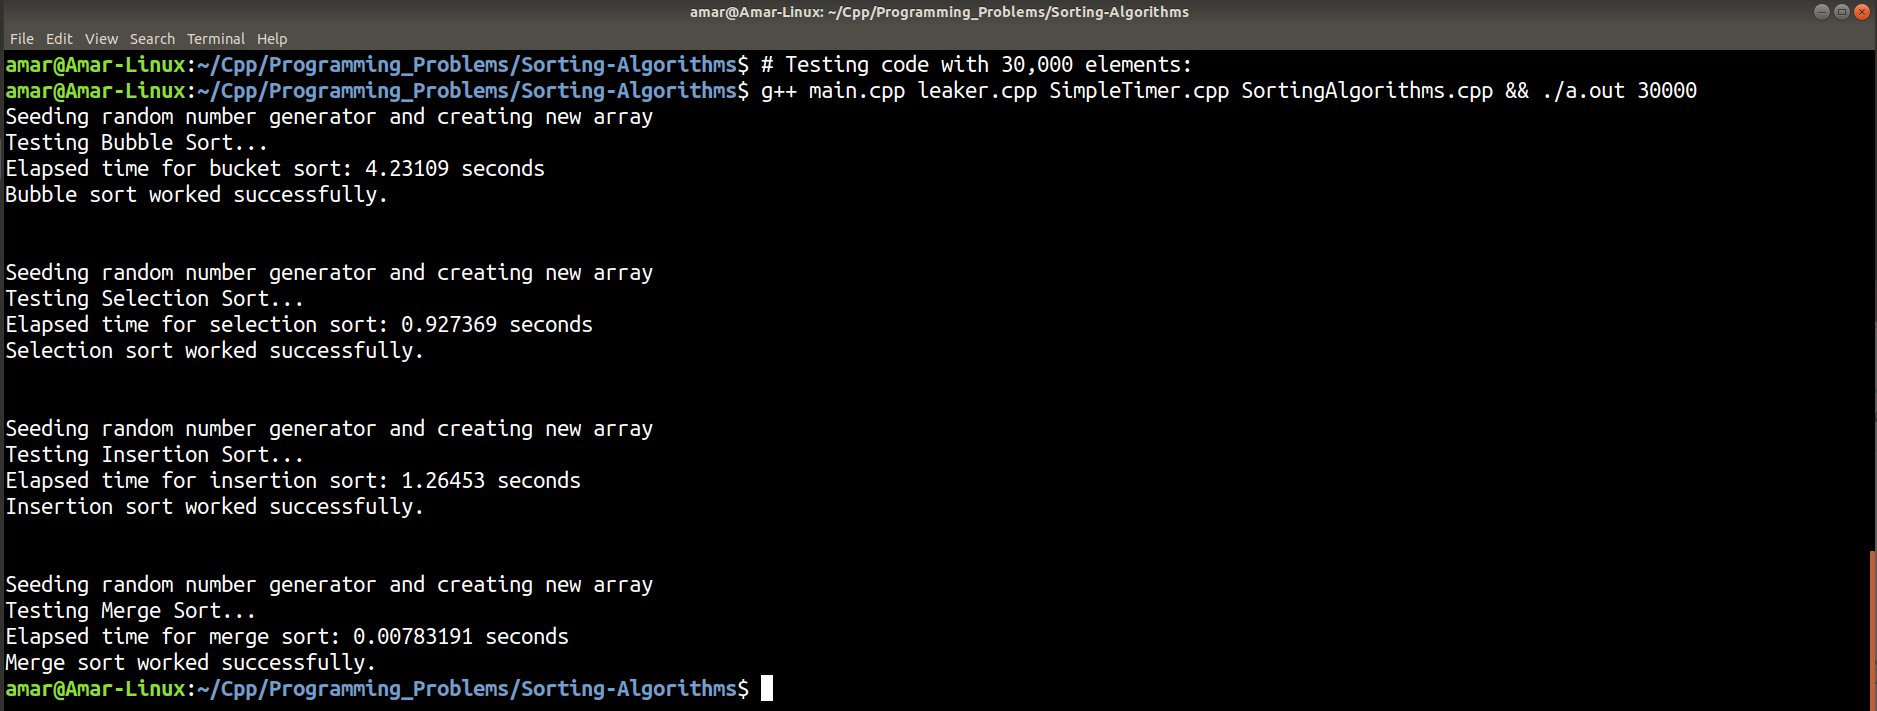 amar@Amar-Linux: ~/Cpp/Programming_Problems/Sorting-Algorithms
File Edit View Search Terminal Help
amar@Amar-Linux:~/Cpp/Programming_Problems/Sorting-Algorithms$ # Testing code with 30,000 elements:
amar@Amar-Linux:~/Cpp/Programming_Problems/Sorting-Algorithms$ g++ main.cpp leaker.cpp SimpleTimer.cpp SortingAlgorithms.cpp && ./a.out 30000
Seeding random number generator and creating new array
Testing Bubble Sort...
Elapsed time for bucket sort: 4.23109 seconds
Bubble sort worked successfully.
Seeding random number generator and creating new array
Testing Selection Sort...
Elapsed time for selection sort: 0.927369 seconds
Selection sort worked successfully.
Seeding random number generator and creating new array
Testing Insertion Sort...
Elapsed time for insertion sort: 1.26453 seconds
Insertion sort worked successfully.
Seeding random number generator and creating new array
Testing Merge Sort...
Elapsed time for merge sort: 0.00783191 seconds
Merge sort worked successfully.
amar@Amar-Linux:~/Cpp/Programming_Problems/Sorting-Algorithms$